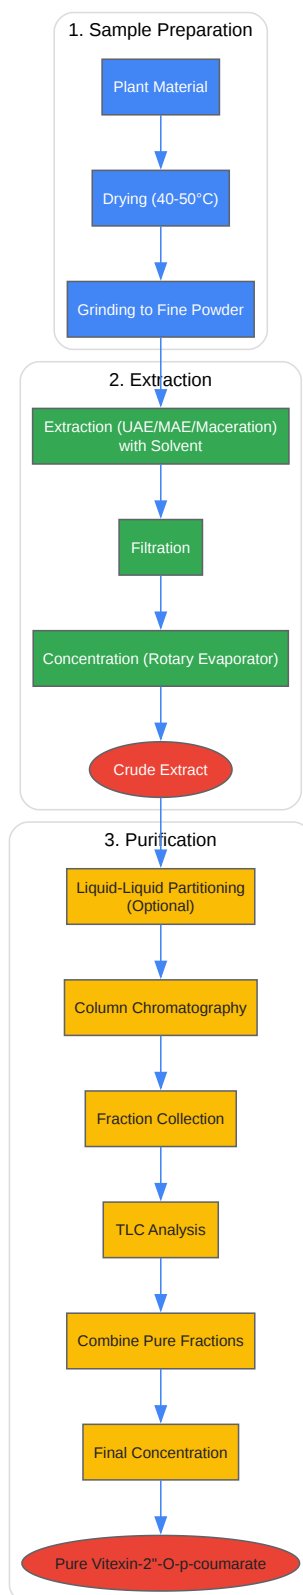 1. Sample Preparation
Plant Material
Drying (40-50°C)
Grinding to Fine Powder
2. Extraction
Extraction (UAE/MAE/Maceration)
with Solvent
Filtration
Concentration (Rotary Evaporator)
Crude Extract
3. Purification
Liquid-Liquid Partitioning
(Optional)
Column Chromatography
Fraction Collection
TLC Analysis
Combine Pure Fractions
Final Concentration
Pure Vitexin-2"-O-p-coumarate